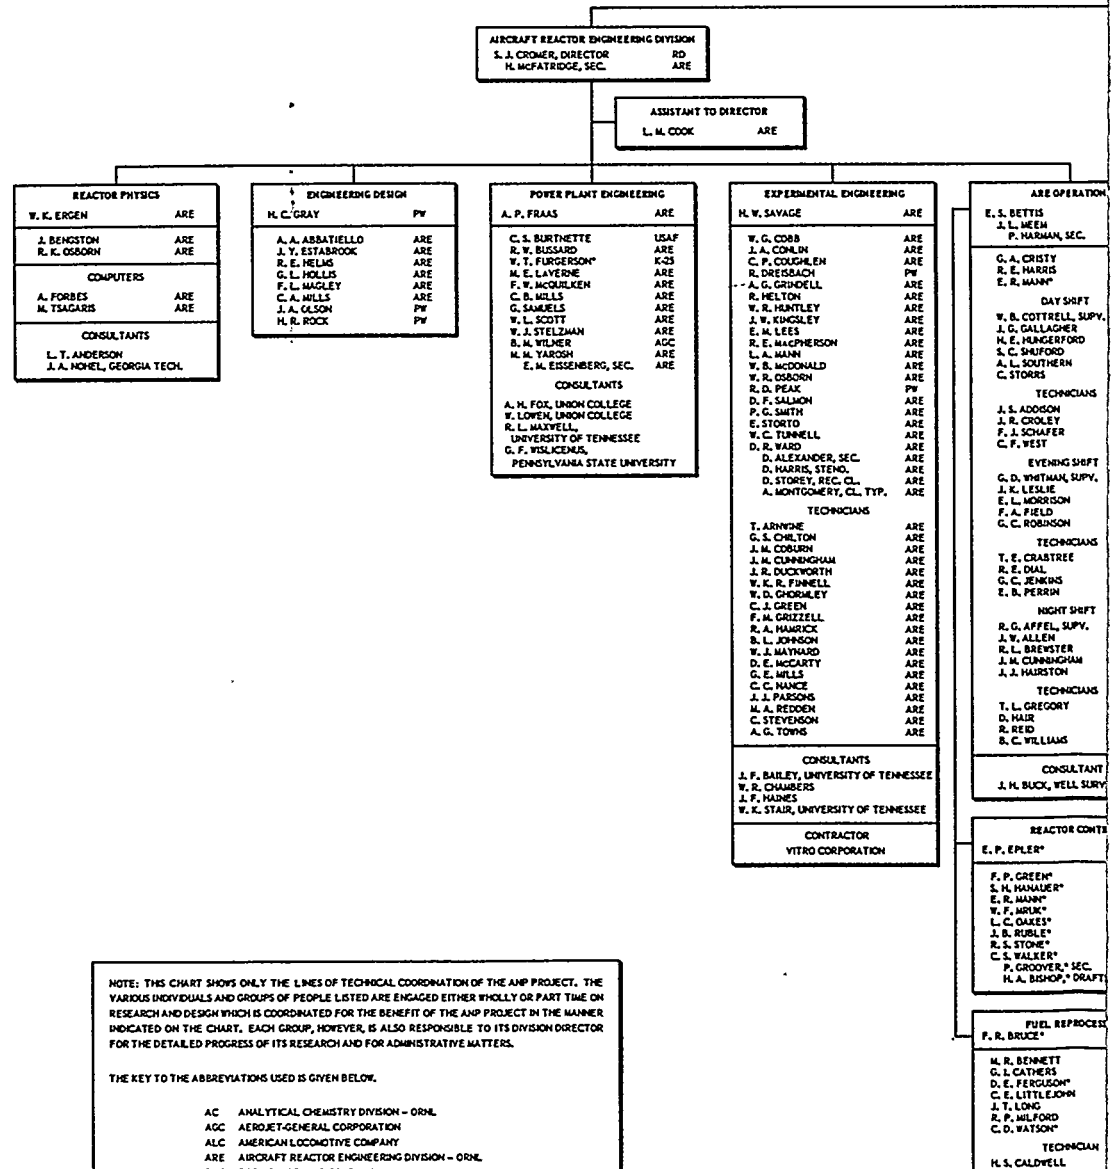 AIRCRAFT REACTOR ENGINEERING DIVISION
S. J. CROMER, DIRECTOR RD
H. McFATRIDGE, SEC. ARE
ASSISTANT TO DIRECTOR
L. M. COOK ARE
REACTOR PHYSICS
W. K. ERGEN ARE
J. BENGSTON ARE
R. K. OSBORN ARE
COMPUTERS
A. FORBES ARE
M. TSAGARIS ARE
CONSULTANTS
L. T. ANDERSON
J. A. NOHEL, GEORGIA TECH.
ENGINEERING DESIGN
H. C. GRAY PW
A. A. ABBATIELLO ARE
J. Y. ESTABROOK ARE
R. E. HELMS ARE
G. L. HOLLIS ARE
F. L. MAGLEY ARE
C. A. MILLS ARE
J. A. OLSON PW
H. R. ROCK PW
POWER PLANT ENGINEERING
A. P. FRAAS ARE
C. S. BURTNETTE USAF
R. W. BUSSARD ARE
W. T. FURGERSON* K-25
M. E. LAVERNE ARE
F. W. McQUILKEN ARE
C. B. MILLS ARE
G. SAMUELS ARE
W. L. SCOTT ARE
W. J. STELZMAN ARE
B. M. WILNER AGC
M. M. YAROSH ARE
E. M. EISSENBERG, SEC. ARE
CONSULTANTS
A. H. FOX, UNION COLLEGE
W. LOWEN, UNION COLLEGE
R. L. MAXWELL,
UNIVERSITY OF TENNESSEE
G. F. WISLICENUS,
PENNSYLVANIA STATE UNIVERSITY
EXPERIMENTAL ENGINEERING
H. W. SAVAGE ARE
W. G. COBB ARE
J. A. CONLIN ARE
C. P. COUGHLEN ARE
R. DREISBACH PW
A. G. GRINDELL ARE
R. HELTON ARE
W. R. HUNTLEY ARE
J. W. KINGSLEY ARE
E. M. LEES ARE
R. E. MacPHERSON ARE
L. A. MANN ARE
W. B. McDONALD ARE
W. R. OSBORN ARE
R. D. PEAK PW
D. F. SALMON ARE
P. G. SMITH ARE
E. STORTO ARE
W. C. TUNNELL ARE
D. R. WARD ARE
D. ALEXANDER, SEC. ARE
D. HARRIS, STENO. ARE
D. STOREY, REC. CL. ARE
A. MONTGOMERY, CL. TYP. ARE
TECHNICIANS
T. ARNWINE ARE
G. S. CHILTON ARE
J. M. COBURN ARE
J. M. CUNNINGHAM ARE
J. R. DUCKWORTH ARE
W. K. R. FINNELL ARE
W. D. GHORMLEY ARE
C. J. GREEN ARE
F. M. GRIZZELL ARE
R. A. HAMRICK ARE
B. L. JOHNSON ARE
W. J. MAYNARD ARE
D. E. McCARTY ARE
G. E. MILLS ARE
C. C. NANCE ARE
J. J. PARSONS ARE
M. A. REDDEN ARE
C. STEVENSON ARE
A. G. TOWNS ARE
CONSULTANTS
J. F. BAILEY, UNIVERSITY OF TENNESSEE
W. R. CHAMBERS
J. F. HAINES
W. K. STAIR, UNIVERSITY OF TENNESSEE
CONTRACTOR
VITRO CORPORATION
ARE OPERATION
E. S. BETTIS
J. L. MEEM
P. HARMAN, SEC.
G. A. CRISTY
R. E. HARRIS
E. R. MANN*
DAY SHIFT
W. B. COTTRELL, SUPV.
J. G. GALLAGHER
H. E. HUNGERFORD
S. C. SHUFORD
A. L. SOUTHERN
C. STORRS
TECHNICIANS
J. S. ADDISON
J. R. CROLEY
F. J. SCHAFER
C. F. WEST
EVENING SHIFT
G. D. WHITMAN, SUPV.
J. K. LESLIE
E. L. MORRISON
F. A. FIELD
G. C. ROBINSON
TECHNICIANS
T. E. CRABTREE
R. E. DIAL
G. C. JENKINS
E. B. PERRIN
NIGHT SHIFT
R. G. AFFEL, SUPV.
J. W. ALLEN
R. L. BREWSTER
J. M. CUNNINGHAM
J. J. HAIRSTON
TECHNICIANS
T. L. GREGORY
D. HAIR
R. REID
B. C. WILLIAMS
CONSULTANT
J. H. BUCK, WELL SURV
REACTOR CONTR
E. P. EPLER*
F. P. GREEN*
S. H. HANAUER*
E. R. MANN*
W. F. MRUK*
L. C. OAKES*
J. B. RUBLE*
R. S. STONE*
C. S. WALKER*
P. GROOVER,* SEC.
H. A. BISHOP,* DRAFT
FUEL REPROCES
F. R. BRUCE*
M. R. BENNETT
G. I. CATHERS
D. E. FERGUSON*
C. E. LITTLEJOHN
J. T. LONG
R. P. MILFORD
C. D. WATSON*
TECHNICIAN
H. S. CALDWELL
NOTE: THIS CHART SHOWS ONLY THE LINES OF TECHNICAL COORDINATION OF THE ANP PROJECT. THE
VARIOUS INDIVIDUALS AND GROUPS OF PEOPLE LISTED ARE ENGAGED EITHER WHOLLY OR PART TIME ON
RESEARCH AND DESIGN WHICH IS COORDINATED FOR THE BENEFIT OF THE ANP PROJECT IN THE MANNER
INDICATED ON THE CHART. EACH GROUP, HOWEVER, IS ALSO RESPONSIBLE TO ITS DIVISION DIRECTOR
FOR THE DETAILED PROGRESS OF ITS RESEARCH AND FOR ADMINISTRATIVE MATTERS.
THE KEY TO THE ABBREVIATIONS USED IS GIVEN BELOW.
AC ANALYTICAL CHEMISTRY DIVISION – ORNL
AGC AEROJET-GENERAL CORPORATION
ALC AMERICAN LOCOMOTIVE COMPANY
ARE AIRCRAFT REACTOR ENGINEERING DIVISION – ORNL